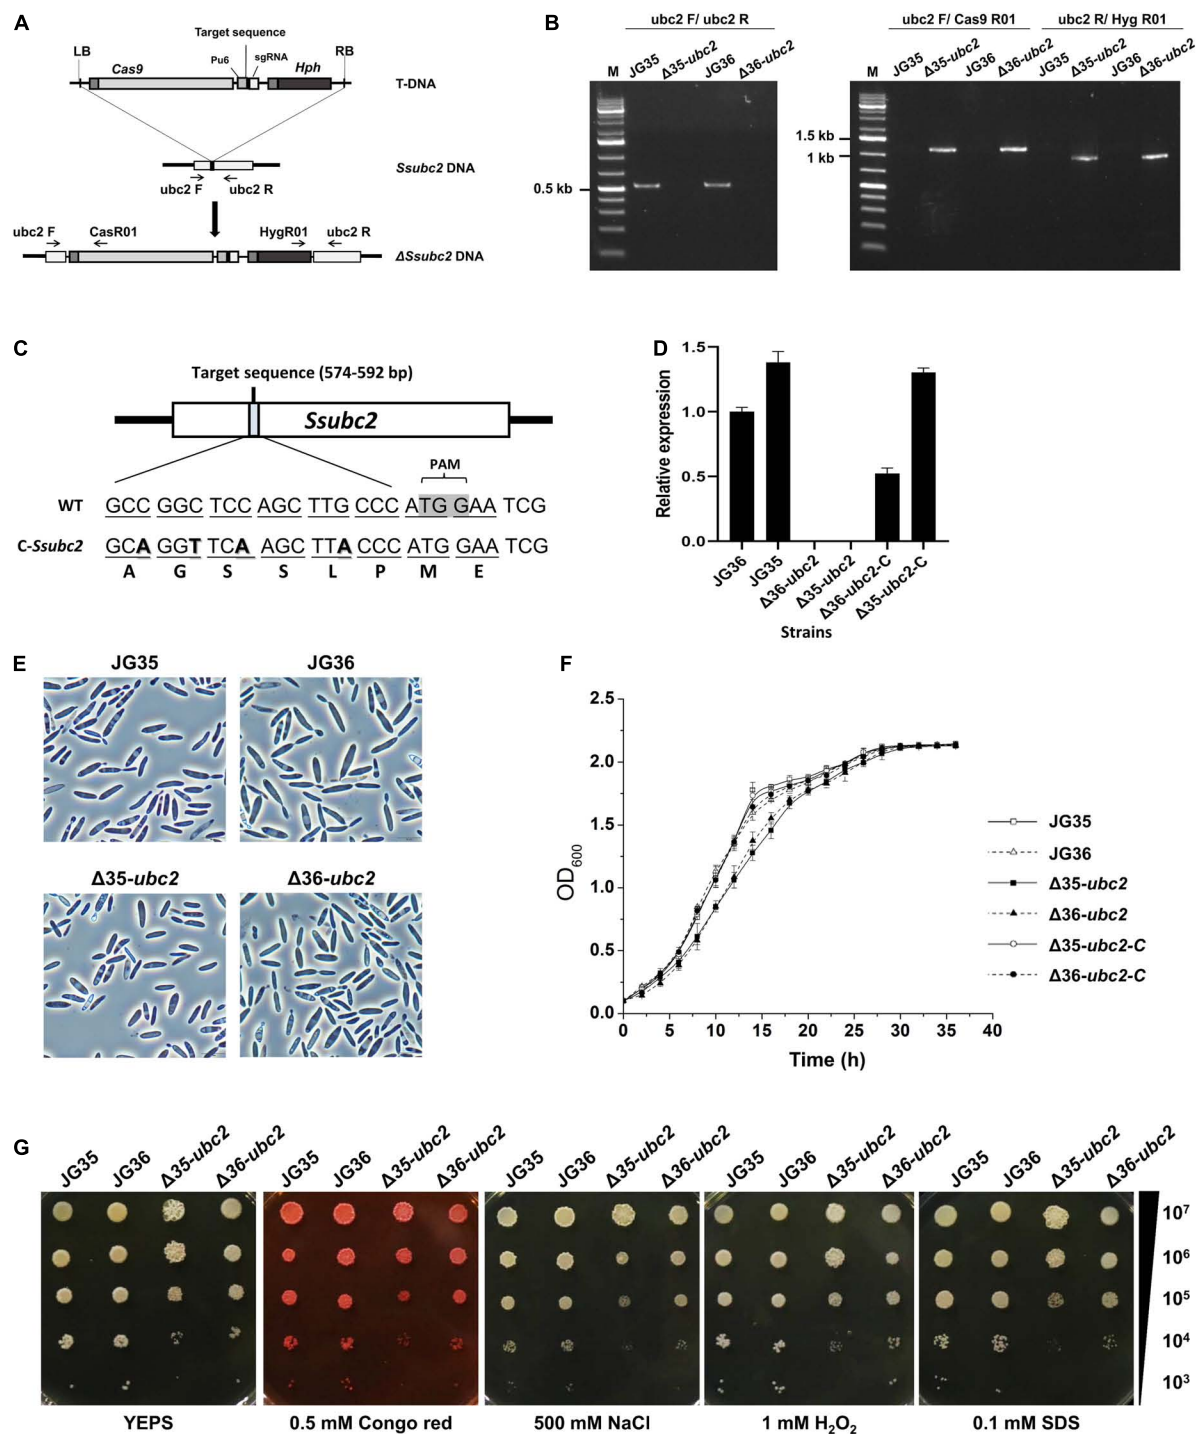 A
Target sequence
LB
RB
Pu6
sgRNA
Cas9
Hph
T-DNA
Ssubc2 DNA
ubc2 F
ubc2 R
ubc2 F
CasR01
HygR01
ubc2 R
ΔSsubc2 DNA
B
ubc2 F/ ubc2 R
M
JG35
Δ35-ubc2
JG36
Δ36-ubc2
0.5 kb
ubc2 F/ Cas9 R01
ubc2 R/ Hyg R01
M
JG35
Δ35-ubc2
JG36
Δ36-ubc2
JG35
Δ35-ubc2
JG36
Δ36-ubc2
1.5 kb
1 kb
C
Target sequence (574-592 bp)
Ssubc2
PAM
WT
GCC GGC TCC AGC TTG CCC ATG GAA TCG
C-Ssubc2
GCA GGT TCA AGC TTA CCC ATG GAA TCG
A G S S L P M E
D
Relative expression
1.5
1.0
0.5
0.0
JG36
JG35
Δ36-ubc2
Δ35-ubc2
Δ36-ubc2-C
Δ35-ubc2-C
Strains
E
JG35
JG36
Δ35-ubc2
Δ36-ubc2
F
OD600
2.5
2.0
1.5
1.0
0.5
0.0
0 5 10 15 20 25 30 35 40
Time (h)
JG35
JG36
Δ35-ubc2
Δ36-ubc2
Δ35-ubc2-C
Δ36-ubc2-C
G
JG35
JG36
Δ35-ubc2
Δ36-ubc2
JG35
JG36
Δ35-ubc2
Δ36-ubc2
JG35
JG36
Δ35-ubc2
Δ36-ubc2
JG35
JG36
Δ35-ubc2
Δ36-ubc2
JG35
JG36
Δ35-ubc2
Δ36-ubc2
10⁷
10⁶
10⁵
10⁴
10³
YEPS
0.5 mM Congo red
500 mM NaCl
1 mM H₂O₂
0.1 mM SDS